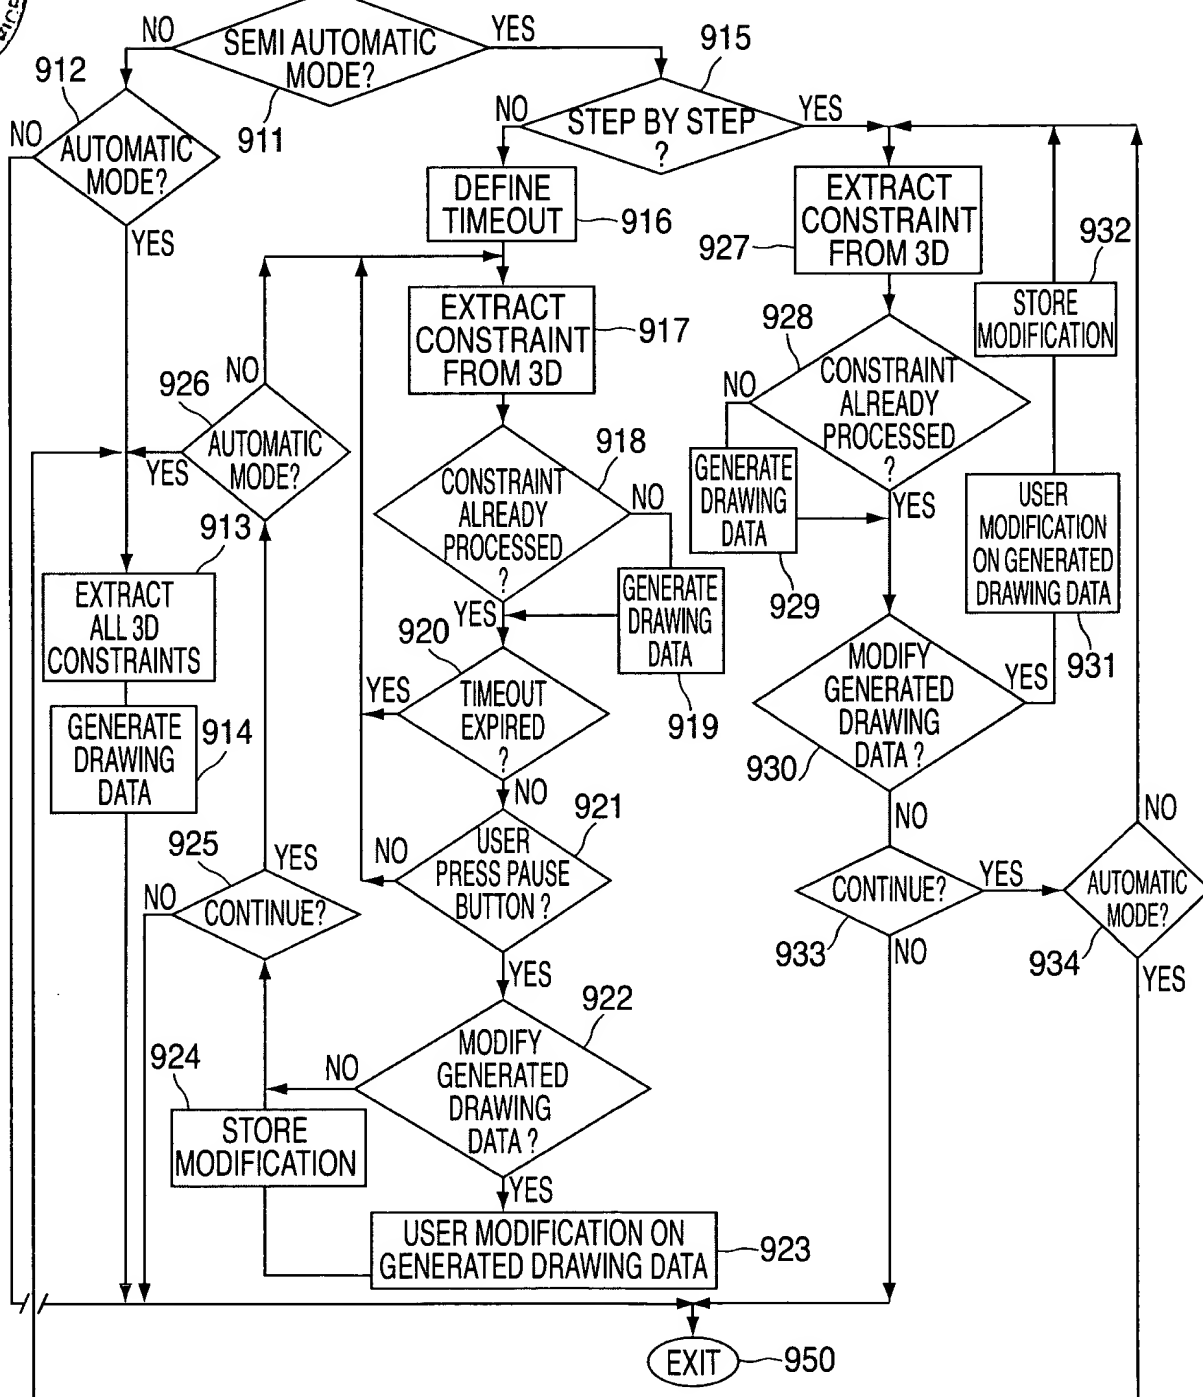 NO
SEMI AUTOMATIC
MODE?
YES
911
915
912
NO
AUTOMATIC
MODE?
YES
NO
STEP BY STEP
?
YES
DEFINE
TIMEOUT
916
EXTRACT
CONSTRAINT
FROM 3D
927
932
STORE
MODIFICATION
EXTRACT
CONSTRAINT
FROM 3D
917
928
CONSTRAINT
ALREADY
PROCESSED
?
NO
YES
926
NO
AUTOMATIC
MODE?
YES
918
CONSTRAINT
ALREADY
PROCESSED
?
NO
YES
GENERATE
DRAWING
DATA
929
USER
MODIFICATION
ON GENERATED
DRAWING DATA
931
913
EXTRACT
ALL 3D
CONSTRAINTS
GENERATE
DRAWING
DATA
919
920
TIMEOUT
EXPIRED
?
YES
NO
MODIFY
GENERATED
DRAWING
DATA ?
YES
930
NO
GENERATE
DRAWING
DATA
914
921
USER
PRESS PAUSE
BUTTON ?
NO
YES
925
YES
NO
CONTINUE?
CONTINUE?
YES
933
NO
NO
AUTOMATIC
MODE?
934
YES
922
MODIFY
GENERATED
DRAWING
DATA ?
NO
YES
924
STORE
MODIFICATION
USER MODIFICATION ON
GENERATED DRAWING DATA
923
EXIT
950